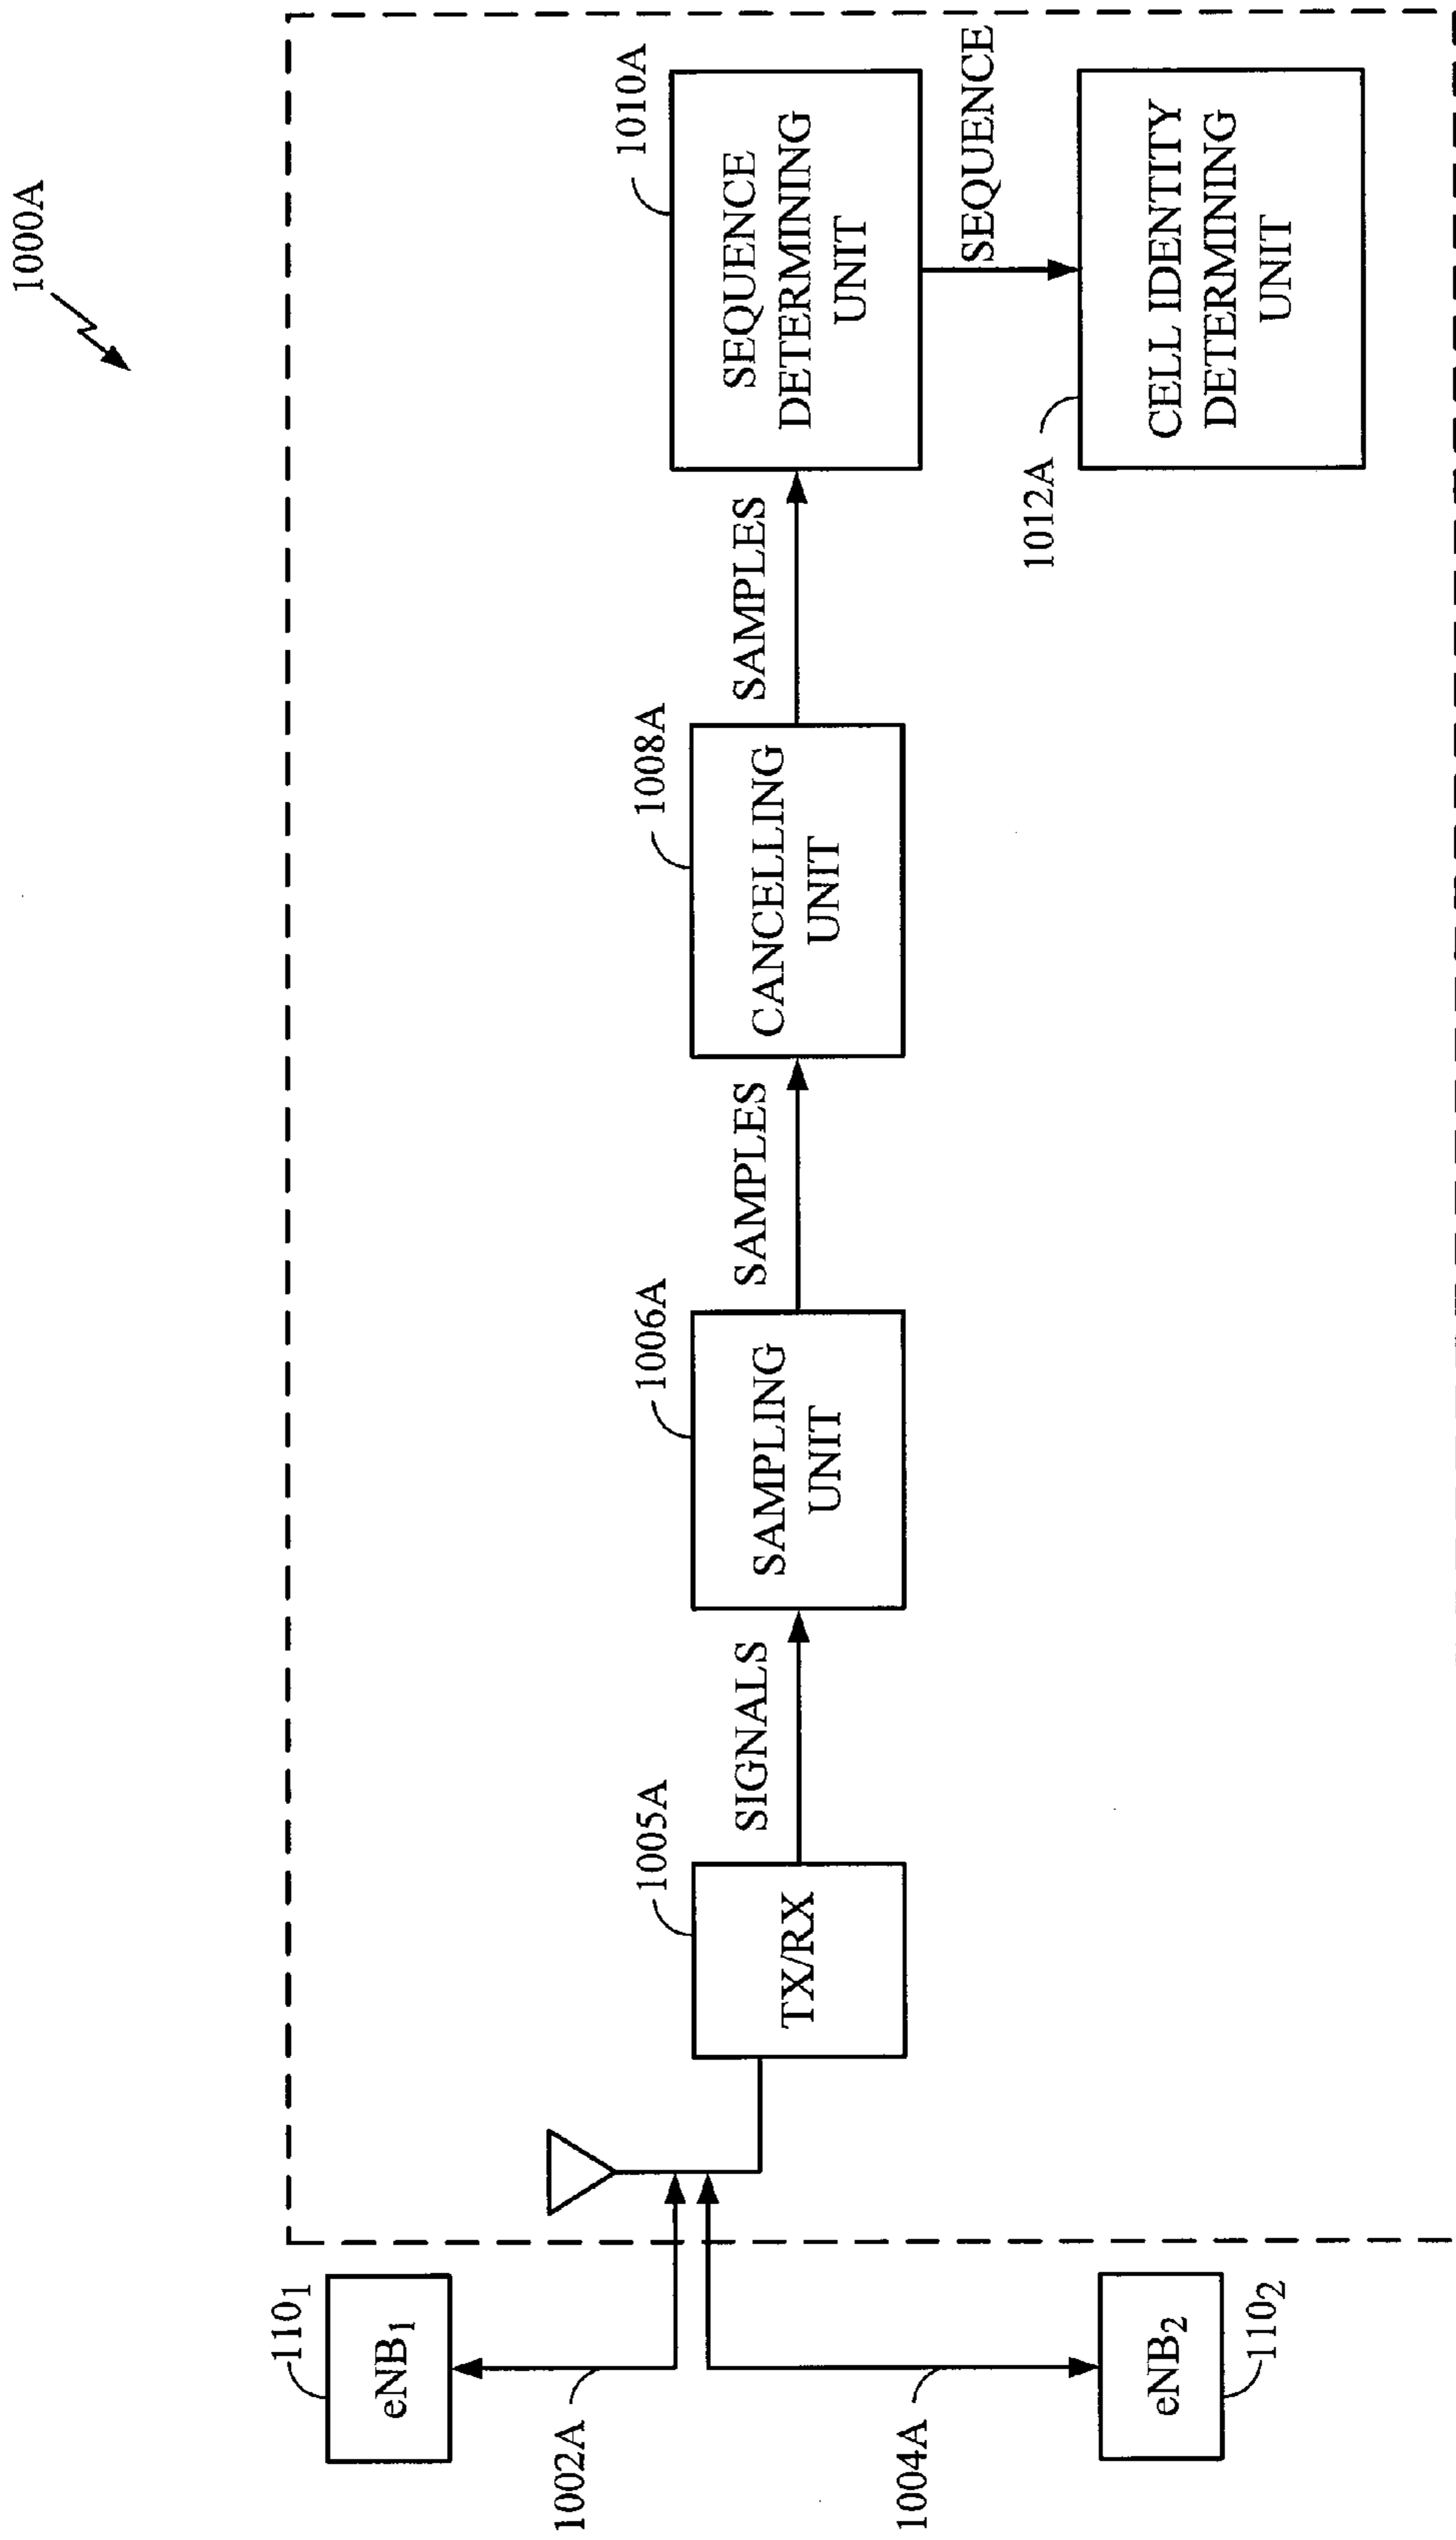 1000A
110₁
eNB₁
1002A
1004A
eNB₂
110₂
1005A
TX/RX
SIGNALS
1006A
SAMPLING
UNIT
SAMPLES
1008A
CANCELLING
UNIT
SAMPLES
1010A
SEQUENCE
DETERMINING
UNIT
SEQUENCE
1012A
CELL IDENTITY
DETERMINING
UNIT